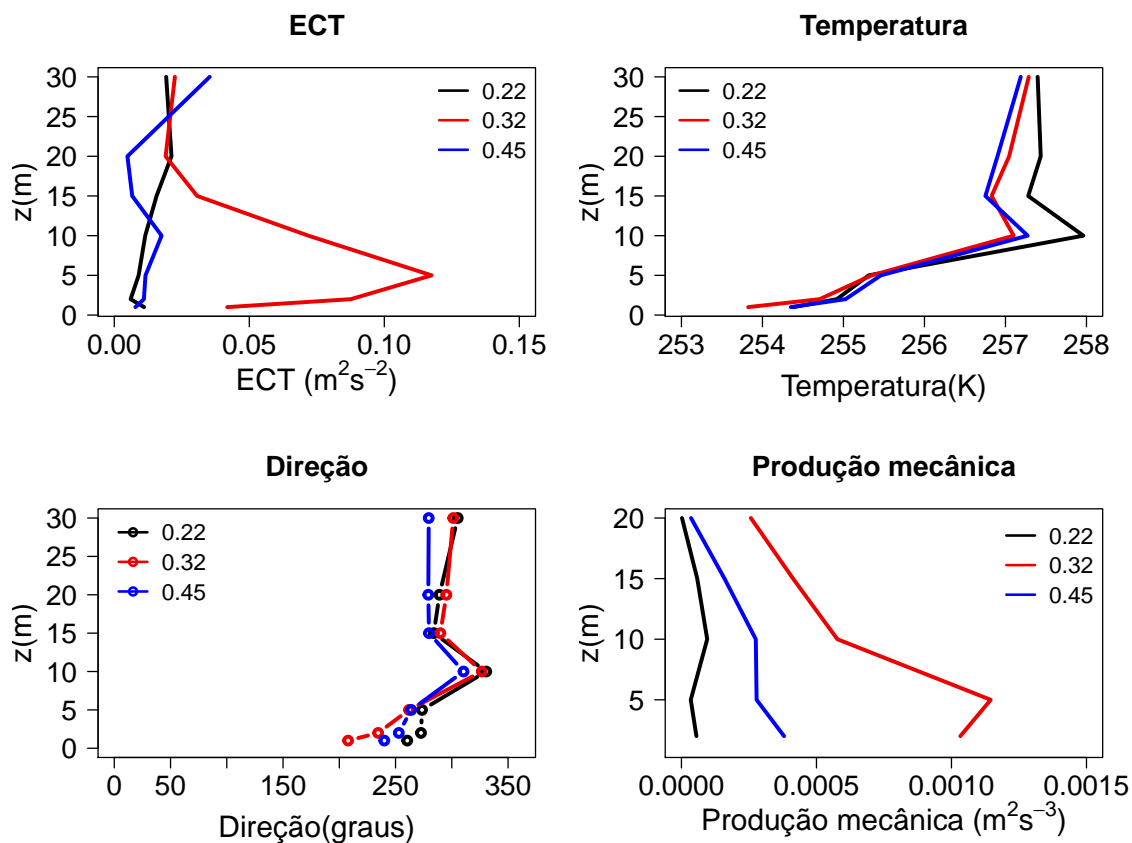 ECT
30
25
20
15
10
5
0
z(m)
0.22
0.32
0.45
0.00 0.05 0.10 0.15
ECT (m²s⁻²)
Temperatura
30
25
20
15
10
5
0
z(m)
0.22
0.32
0.45
253 254 255 256 257 258
Temperatura(K)
Direção
30
25
20
15
10
5
0
z(m)
0.22
0.32
0.45
0 50 150 250 350
Direção(graus)
Produção mecânica
20
15
10
5
z(m)
0.22
0.32
0.45
0.0000 0.0005 0.0010 0.0015
Produção mecânica (m²s⁻³)